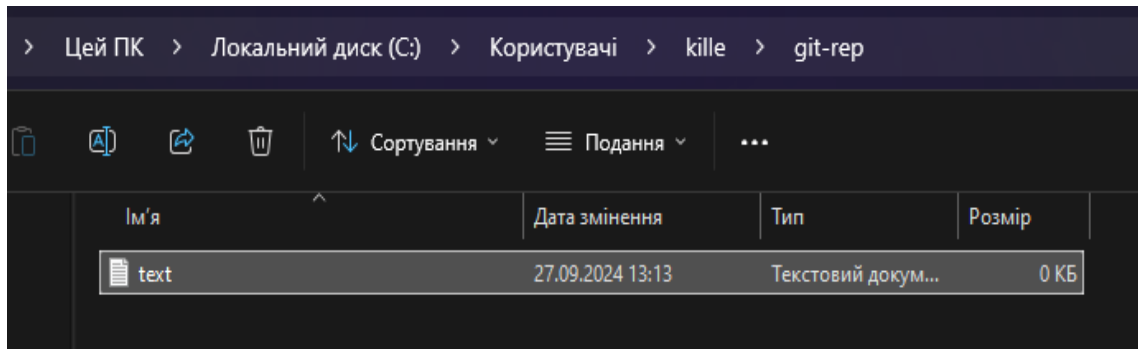 > Цей ПК > Локальний диск (C:) > Користувачі > kille > git-rep
Сортування Подання •••
Ім'я Дата змінення Тип Розмір
text 27.09.2024 13:13 Текстовий докум... 0 КБ